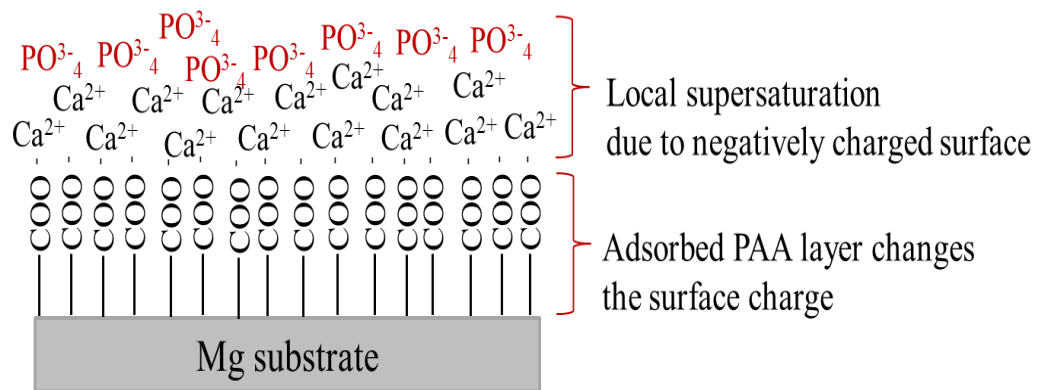 PO³⁻₄ PO³⁻₄ PO³⁻₄ PO³⁻₄ PO³⁻₄ PO³⁻₄ PO³⁻₄ PO³⁻₄
Ca²⁺ Ca²⁺ Ca²⁺ Ca²⁺ Ca²⁺ Ca²⁺ Ca²⁺
Ca²⁺ Ca²⁺ Ca²⁺ Ca²⁺ Ca²⁺ Ca²⁺ Ca²⁺ Ca²⁺
Local supersaturation
due to negatively charged surface
COO- COO- COO- COO- COO- COO- COO- COO- COO- COO- COO- COO- COO- COO- COO- COO-
Adsorbed PAA layer changes
the surface charge
Mg substrate